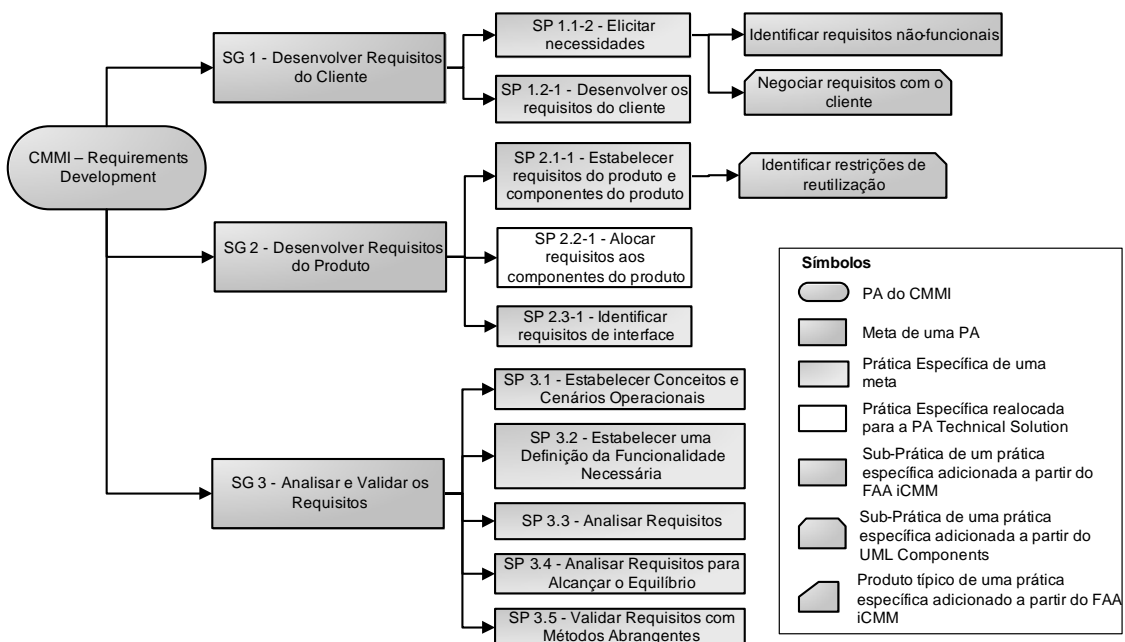 CMMI – Requirements
Development
SG 1 - Desenvolver Requisitos
do Cliente
SP 1.1-2 - Elicitar
necessidades
Identificar requisitos não-funcionais
Negociar requisitos com o
cliente
SP 1.2-1 - Desenvolver os
requisitos do cliente
SG 2 - Desenvolver Requisitos
do Produto
SP 2.1-1 - Estabelecer
requisitos do produto e
componentes do produto
Identificar restrições de
reutilização
SP 2.2-1 - Alocar
requisitos aos
componentes do produto
SP 2.3-1 - Identificar
requisitos de interface
SG 3 - Analisar e Validar os
Requisitos
SP 3.1 - Estabelecer Conceitos e
Cenários Operacionais
SP 3.2 - Estabelecer uma
Definição da Funcionalidade
Necessária
SP 3.3 - Analisar Requisitos
SP 3.4 - Analisar Requisitos para
Alcançar o Equilíbrio
SP 3.5 - Validar Requisitos com
Métodos Abrangentes
Símbolos
PA do CMMI
Meta de uma PA
Prática Específica de uma
meta
Prática Específica realocada
para a PA Technical Solution
Sub-Prática de um prática
específica adicionada a partir do
FAA iCMM
Sub-Prática de uma prática
específica adicionada a partir do
UML Components
Produto típico de uma prática
específica adicionado a partir do FAA
iCMM